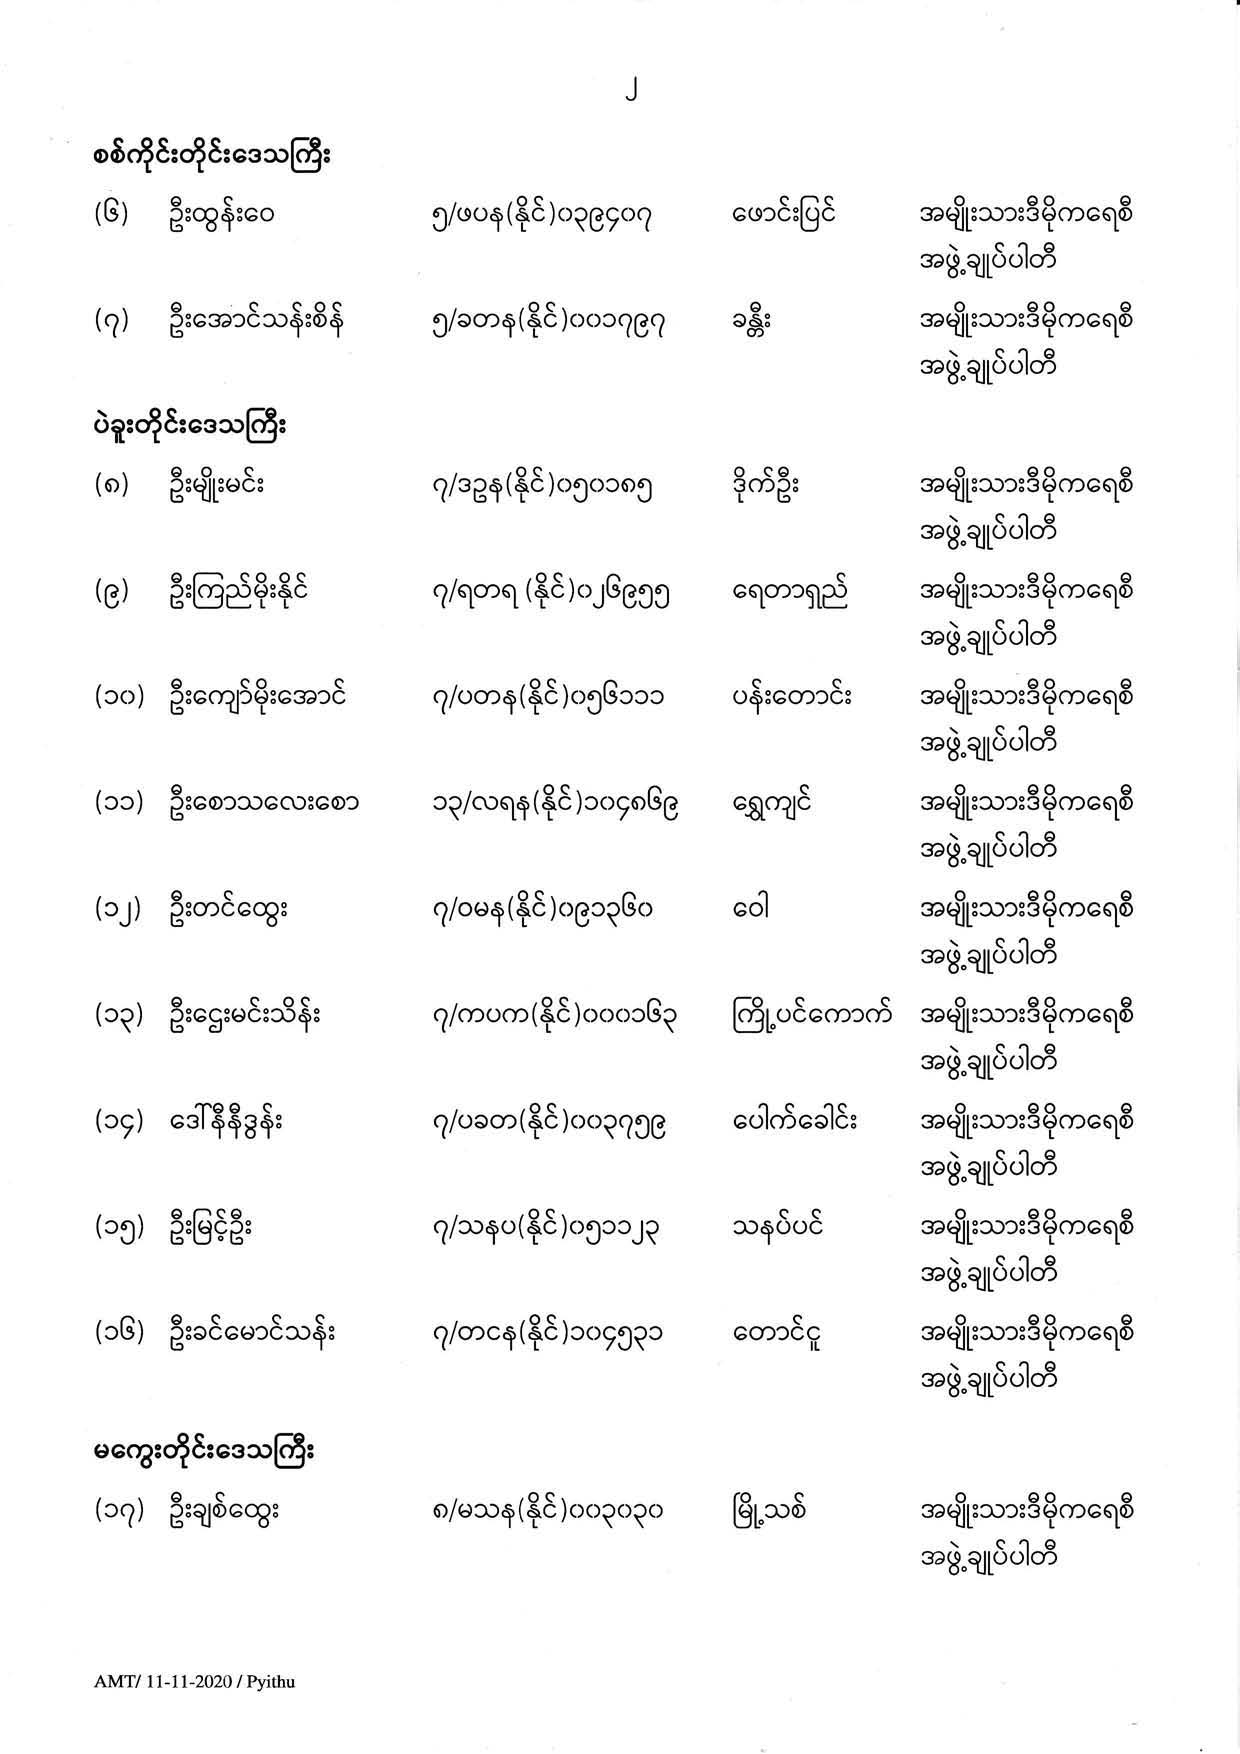 ၂
စစ်ကိုင်းတိုင်းဒေသကြီး
(၆) ဦးထွန်းဝေ ၅/ဖပန(နိုင်)၀၃၉၄၀၇ ဖောင်းပြင် အမျိုးသားဒီမိုကရေစီ
အဖွဲ့ချုပ်ပါတီ
(၇) ဦးအောင်သန်းစိန် ၅/ခတန(နိုင်)၀၀၁၇၉၇ ခန္တီး အမျိုးသားဒီမိုကရေစီ
အဖွဲ့ချုပ်ပါတီ
ပဲခူးတိုင်းဒေသကြီး
(၈) ဦးမျိုးမင်း ၇/ဒဥန(နိုင်)၀၅၀၁၈၅ ဒိုက်ဦး အမျိုးသားဒီမိုကရေစီ
အဖွဲ့ချုပ်ပါတီ
(၉) ဦးကြည်မိုးနိုင် ၇/ရတရ (နိုင်)၀၂၆၉၅၅ ရေတာရှည် အမျိုးသားဒီမိုကရေစီ
အဖွဲ့ချုပ်ပါတီ
(၁၀) ဦးကျော်မိုးအောင် ၇/ပတန(နိုင်)၀၅၆၁၁၁ ပန်းတောင်း အမျိုးသားဒီမိုကရေစီ
အဖွဲ့ချုပ်ပါတီ
(၁၁) ဦးစောသလေးစော ၁၃/လရန(နိုင်)၁၀၄၈၆၉ ရွှေကျင် အမျိုးသားဒီမိုကရေစီ
အဖွဲ့ချုပ်ပါတီ
(၁၂) ဦးတင်ထွေး ၇/ဝမန(နိုင်)၀၉၁၃၆၀ ဝေါ အမျိုးသားဒီမိုကရေစီ
အဖွဲ့ချုပ်ပါတီ
(၁၃) ဦးဌေးမင်းသိန်း ၇/ကပက(နိုင်)၀၀၀၁၆၃ ကြို့ပင်ကောက် အမျိုးသားဒီမိုကရေစီ
အဖွဲ့ချုပ်ပါတီ
(၁၄) ဒေါ်နီနီဒွန်း ၇/ပခတ(နိုင်)၀၀၃၇၅၉ ပေါက်ခေါင်း အမျိုးသားဒီမိုကရေစီ
အဖွဲ့ချုပ်ပါတီ
(၁၅) ဦးမြင့်ဦး ၇/သနပ(နိုင်)၀၅၁၁၂၃ သနပ်ပင် အမျိုးသားဒီမိုကရေစီ
အဖွဲ့ချုပ်ပါတီ
(၁၆) ဦးခင်မောင်သန်း ၇/တငန(နိုင်)၁၀၄၅၃၁ တောင်ငူ အမျိုးသားဒီမိုကရေစီ
အဖွဲ့ချုပ်ပါတီ
မကွေးတိုင်းဒေသကြီး
(၁၇) ဦးချစ်ထွေး ၈/မသန(နိုင်)၀၀၃၀၃၀ မြို့သစ် အမျိုးသားဒီမိုကရေစီ
အဖွဲ့ချုပ်ပါတီ
AMT/ 11-11-2020 / Pyithu